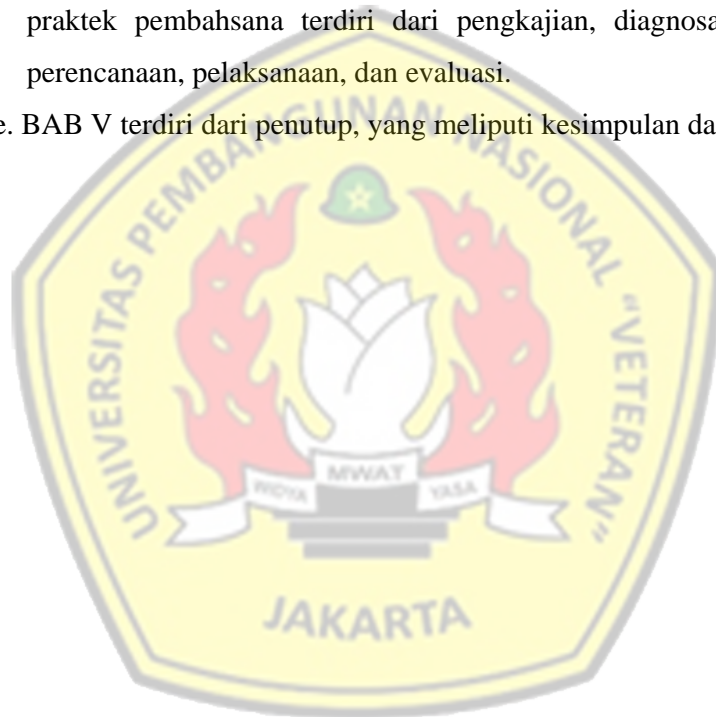 praktek pembahsana terdiri dari pengkajian, diagnosa
perencanaan, pelaksanaan, dan evaluasi.
e. BAB V terdiri dari penutup, yang meliputi kesimpulan da
UNIVERSITAS PEMBANGUNAN NASIONAL "VETERAN"
WIDYA MWAT YASA
JAKARTA